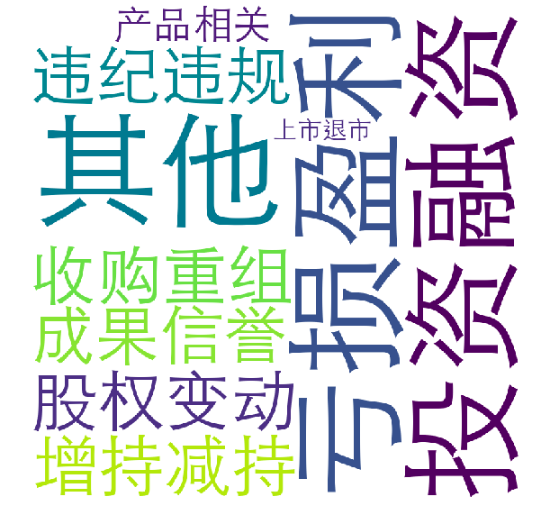 产品相关
违纪违规
其他
上市退市
收购重组
成果信誉
股权变动
增持减持
亏损盈利
投资融资